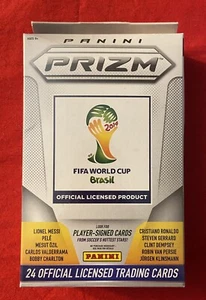 PANINI
PRIZM
2014
FIFA WORLD CUP
Brasil
OFFICIAL LICENSED PRODUCT
LOOK FOR
PLAYER-SIGNED CARDS
FROM SOCCER'S HOTTEST STARS!
LIONEL MESSI
PELÉ
MESUT ÖZIL
CARLOS VALDERRAMA
BOBBY CHARLTON
CRISTIANO RONALDO
STEVEN GERRARD
CLINT DEMPSEY
ROBIN VAN PERSIE
JÜRGEN KLINSMANN
PANINI
24 OFFICIAL LICENSED TRADING CARDS